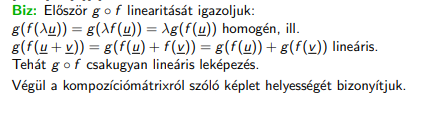 Biz: Először g ∘ f linearitását igazoljuk:
g(f(λu)) = g(λf(u)) = λg(f(u)) homogén, ill.
g(f(u + v)) = g(f(u) + f(v)) = g(f(u)) + g(f(v)) lineáris.
Tehát g ∘ f csakugyan lineáris leképezés.
Végül a kompozíciómátrixról szóló képlet helyességét bizonyítjuk.